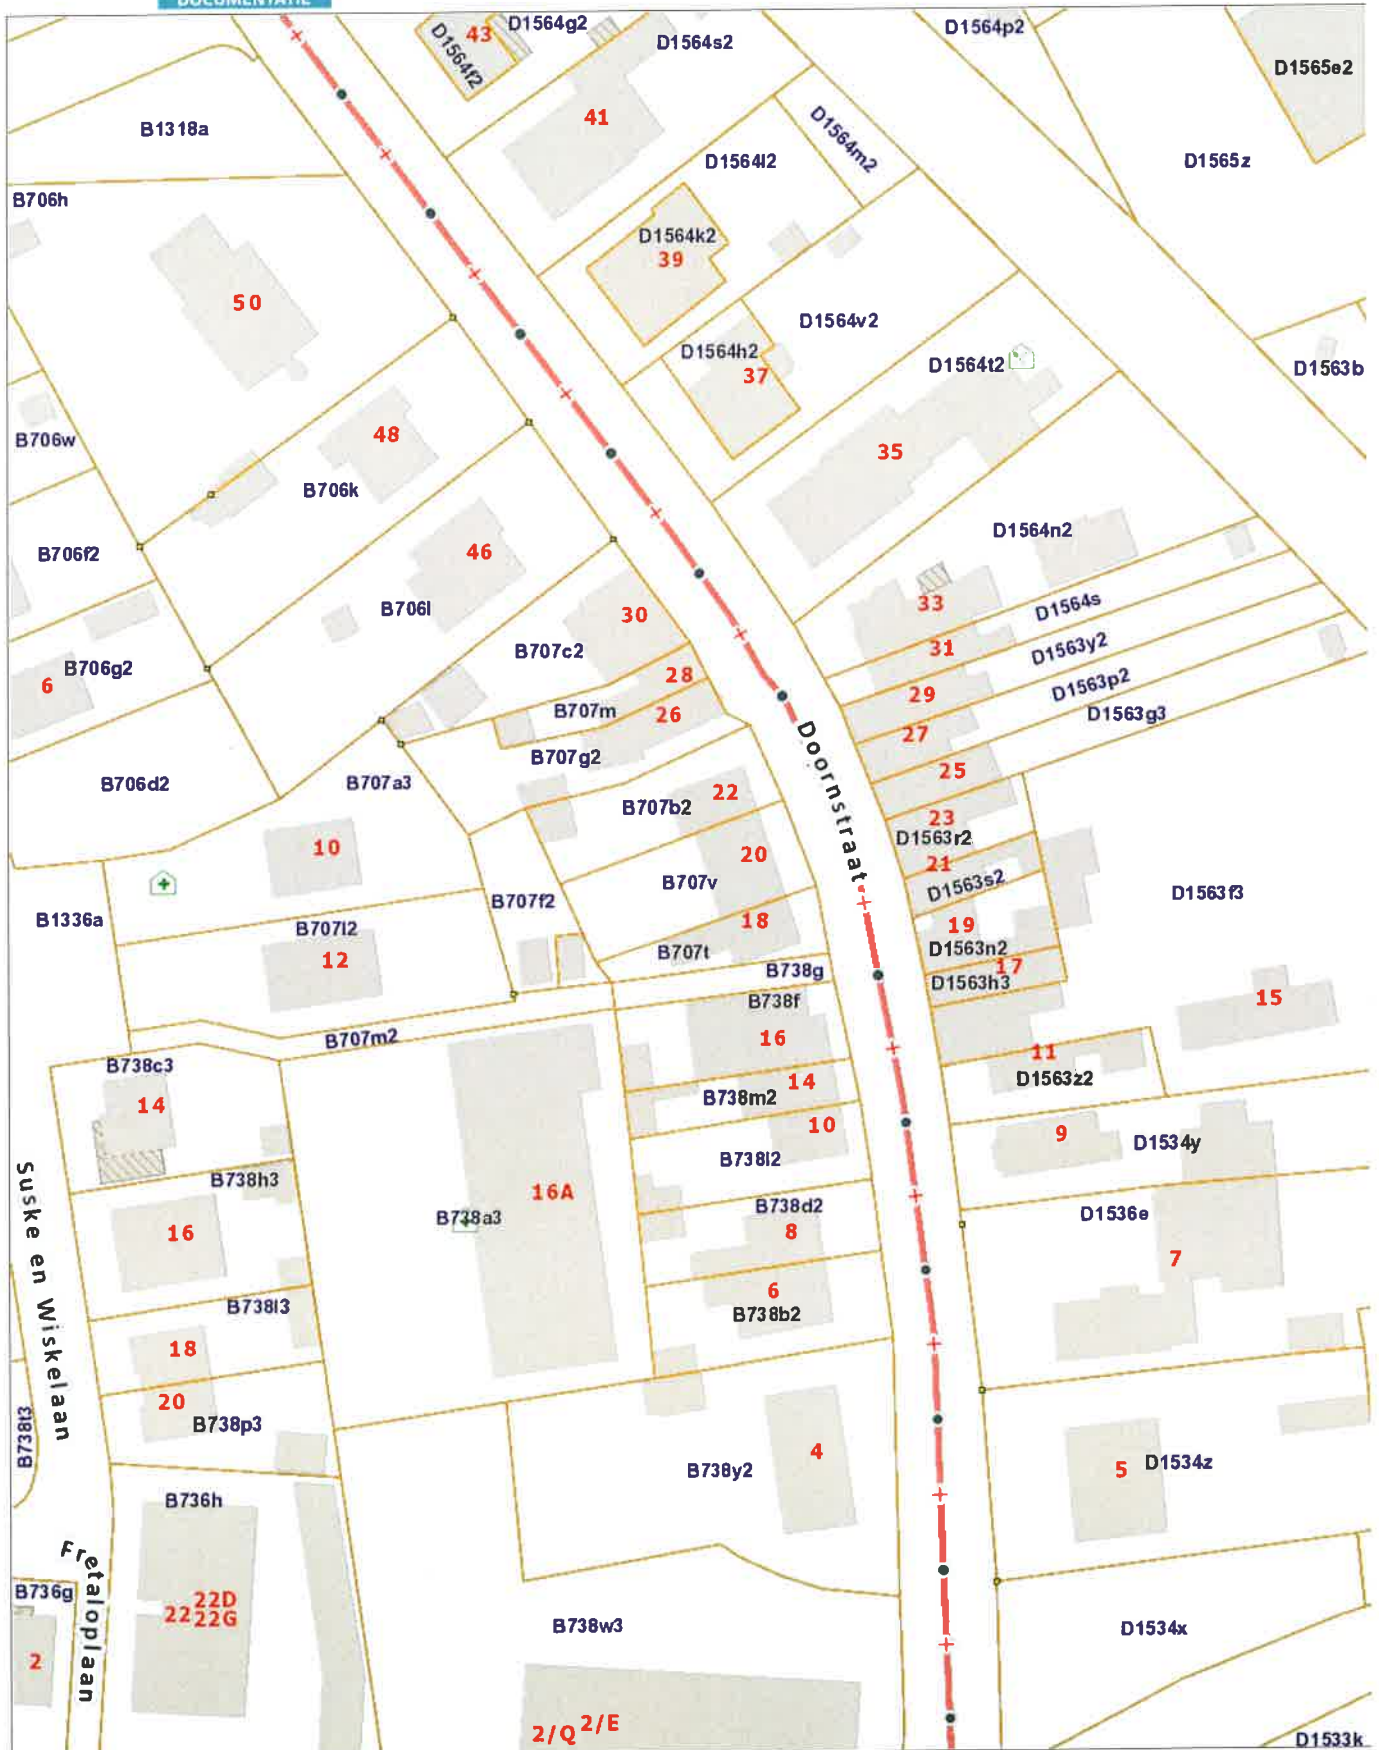 DOCUMENTATIE
D1564g2
43
D1564f2
D1564s2
D1564p2
D1565e2
B1318a
41
D1564l2
D1564m2
D1565z
B706h
50
D1564k2
39
D1564v2
D1564h2
37
D1564t2
D1563b
B706w
48
B706k
35
B706f2
46
D1564n2
B706l
30
33
D1564s
31
D1563y2
B706g2
6
B707c2
28
B707m
26
29
D1563p2
27
D1563g3
Doornstraat
B707g2
25
B706d2
B707a3
B707b2
22
23
D1563r2
10
20
21
B707v
D1563s2
D1563f3
B1336a
B707f2
B707l2
18
19
12
B707t
D1563n2
17
B738g
D1563h3
B738f
15
16
B707m2
11
B738c3
14
D1563z2
14
B738m2
10
9
D1534y
B738l2
B738h3
16A
B738a3
B738d2
8
D1536e
16
7
6
B738b2
B738l3
Suske en Wiskelaan
18
20
B738p3
B738t3
B738y2
4
5
D1534z
B736h
Fretaloplaan
B736g
22D
22
22G
B738w3
D1534x
2
2/Q
2/E
D1533k